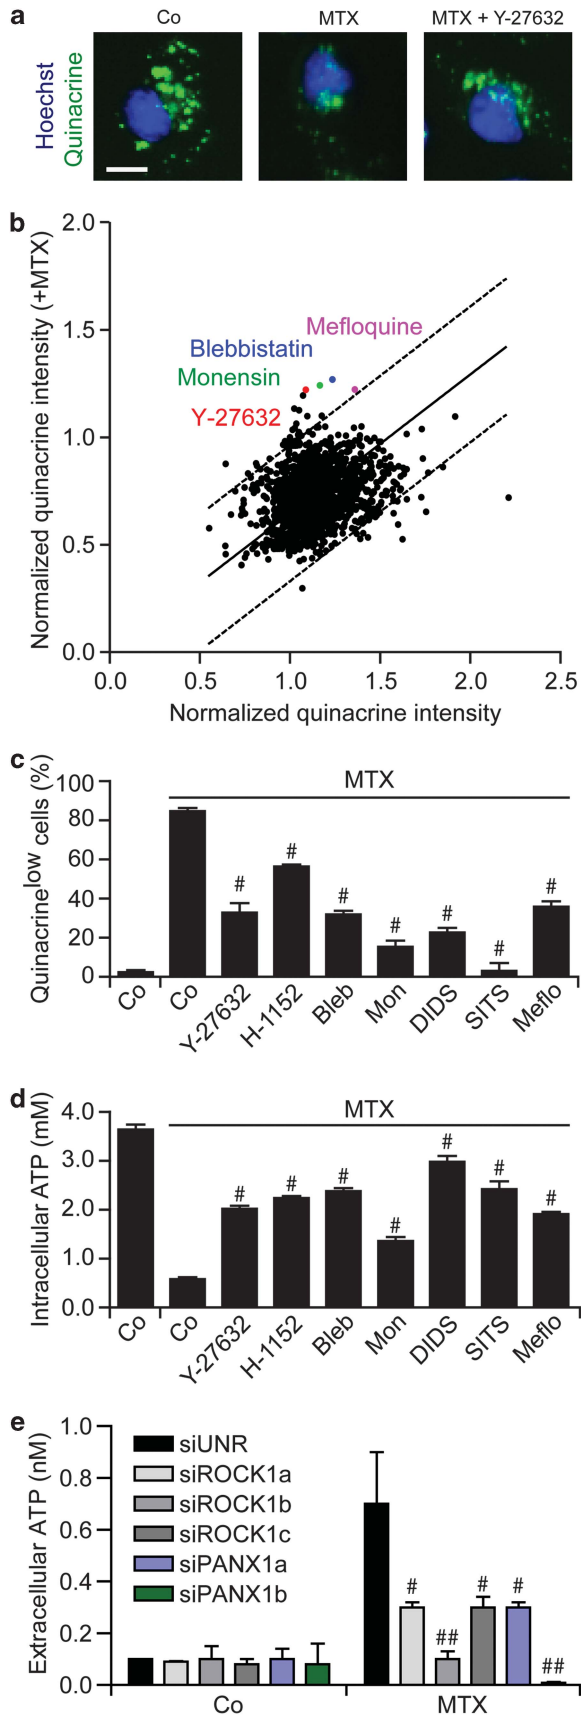 a
Co
MTX
MTX + Y-27632
Hoechst
Quinacrine
b
Normalized quinacrine intensity (+MTX)
2.0
1.5
1.0
0.5
0.0
Mefloquine
Blebbistatin
Monensin
Y-27632
0.0 0.5 1.0 1.5 2.0 2.5
Normalized quinacrine intensity
c
Quinacrinelow cells (%)
100
80
60
40
20
0
MTX
# # # # # # #
Co Co Y-27632 H-1152 Bleb Mon DIDS SITS Meflo
d
Intracellular ATP (mM)
4.0
3.0
2.0
1.0
0.0
MTX
# # # # # # #
Co Co Y-27632 H-1152 Bleb Mon DIDS SITS Meflo
e
Extracellular ATP (nM)
1.0
0.8
0.6
0.4
0.2
0.0
siUNR
siROCK1a
siROCK1b
siROCK1c
siPANX1a
siPANX1b
# ## # # ##
Co MTX